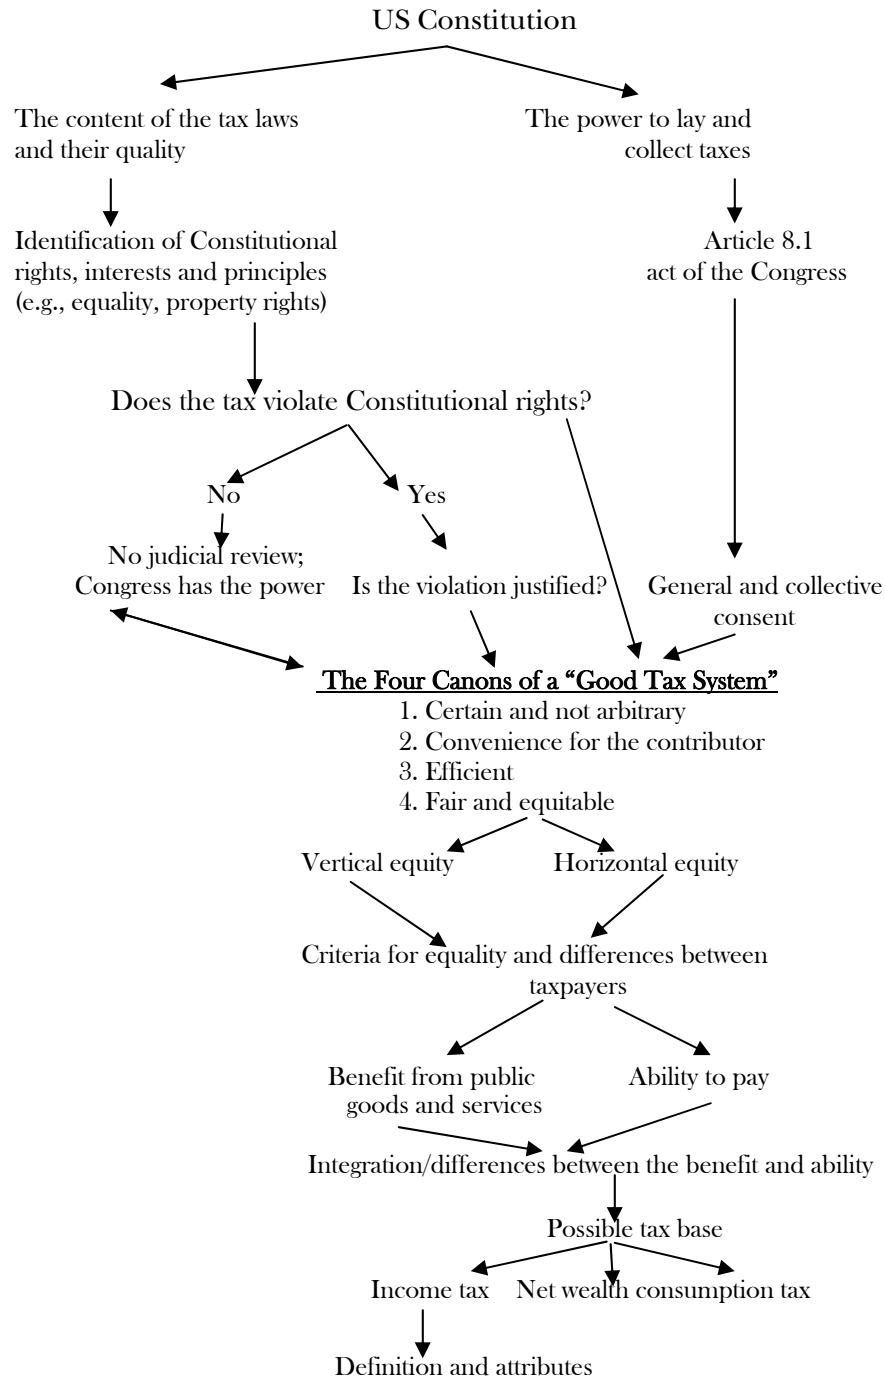 US Constitution
The content of the tax laws
and their quality
The power to lay and
collect taxes
Identification of Constitutional
rights, interests and principles
(e.g., equality, property rights)
Article 8.1
act of the Congress
Does the tax violate Constitutional rights?
No
Yes
No judicial review;
Congress has the power
Is the violation justified?
General and collective
consent
The Four Canons of a “Good Tax System”
1. Certain and not arbitrary
2. Convenience for the contributor
3. Efficient
4. Fair and equitable
Vertical equity
Horizontal equity
Criteria for equality and differences between
taxpayers
Benefit from public
goods and services
Ability to pay
Integration/differences between the benefit and ability
Possible tax base
Income tax
Net wealth consumption tax
Definition and attributes